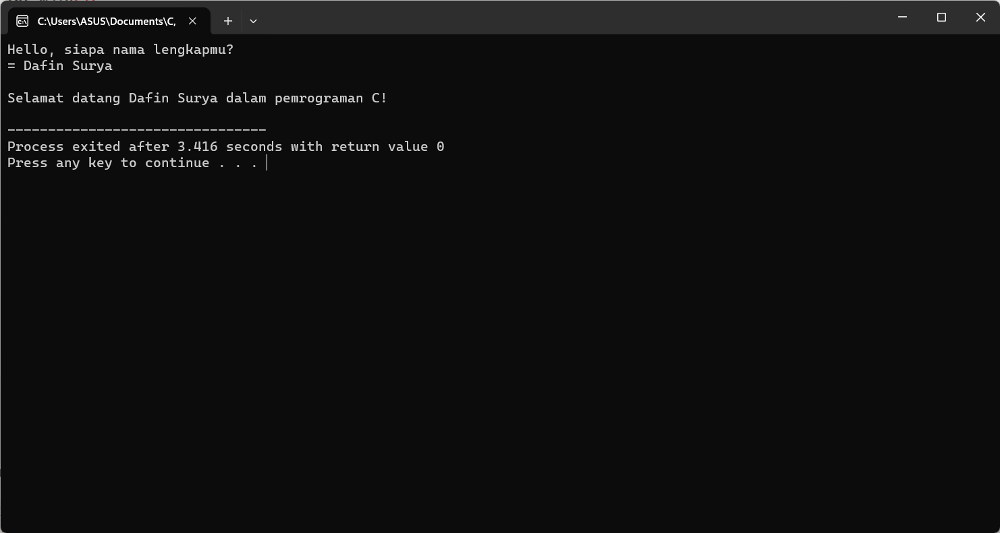 C:\Users\ASUS\Documents\C,
Hello, siapa nama lengkapmu?
= Dafin Surya
Selamat datang Dafin Surya dalam pemrograman C!
--------------------------------
Process exited after 3.416 seconds with return value 0
Press any key to continue . . .